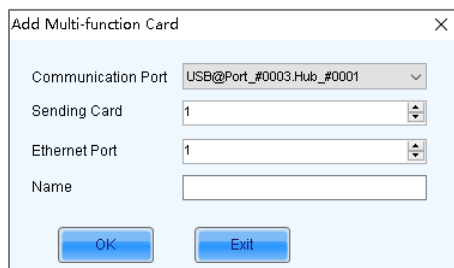 Add Multi-function Card
Communication Port USB@Port_#0003.Hub_#0001
Sending Card 1
Ethernet Port 1
Name
OK Exit